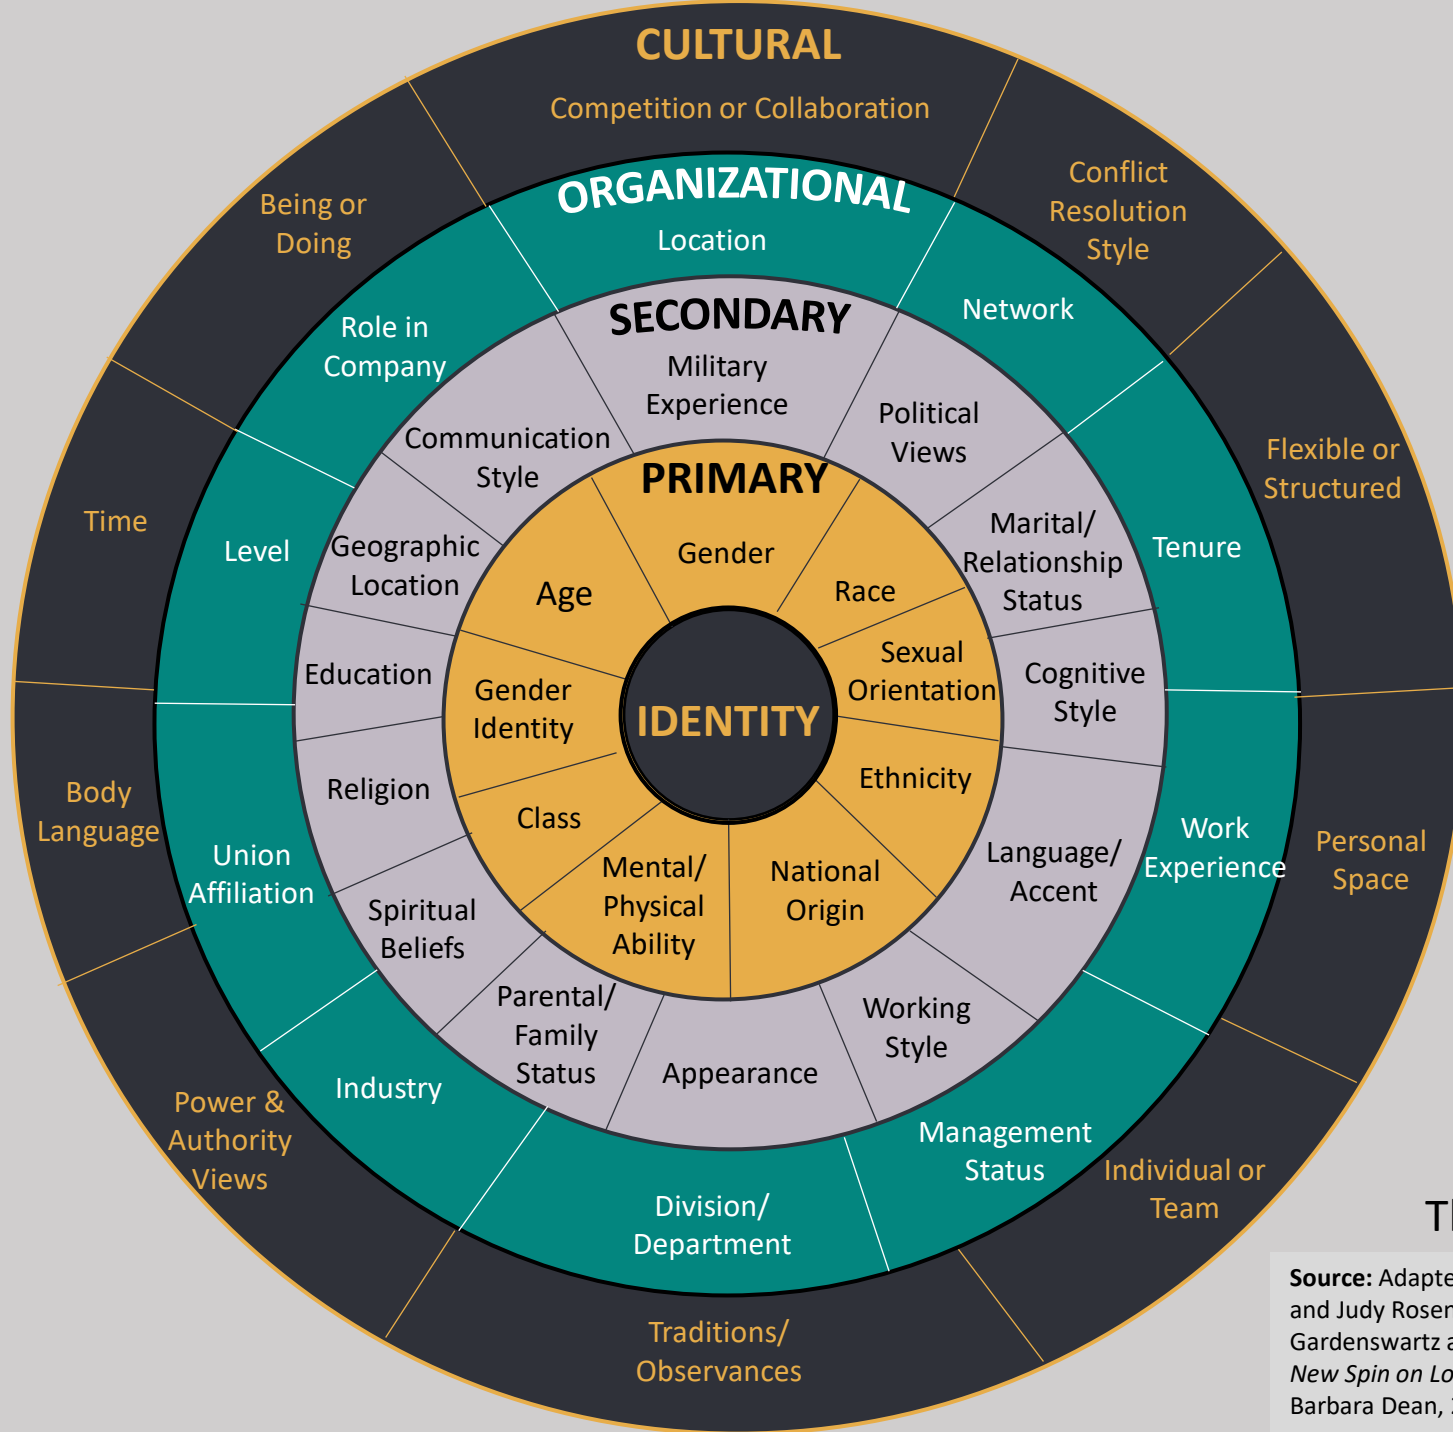 CULTURAL
Competition or Collaboration
Conflict
Resolution
Style
Flexible or
Structured
Personal
Space
Individual or
Team
Traditions/
Observances
Power &
Authority
Views
Body
Language
Time
Being or
Doing
ORGANIZATIONAL
Location
Network
Tenure
Work
Experience
Management
Status
Division/
Department
Industry
Union
Affiliation
Level
Role in
Company
SECONDARY
Military
Experience
Political
Views
Marital/
Relationship
Status
Cognitive
Style
Language/
Accent
Working
Style
Appearance
Parental/
Family
Status
Spiritual
Beliefs
Religion
Education
Geographic
Location
Communication
Style
PRIMARY
Gender
Race
Sexual
Orientation
Ethnicity
National
Origin
Mental/
Physical
Ability
Class
Gender
Identity
Age
IDENTITY
Source:
and Judy
Gardenswartz
New Spin on
Barbara Dean,